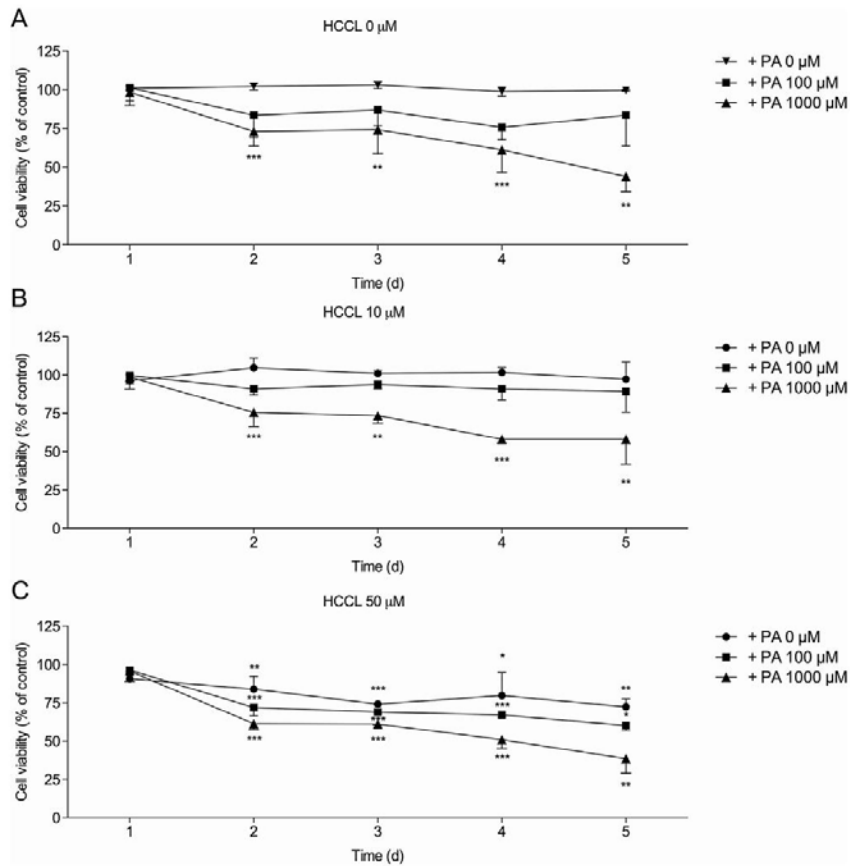 A
HCCL 0 µM
Cell viability (% of control)
125
100
75
50
25
0
*** ** *** **
1 2 3 4 5
Time (d)
+ PA 0 µM
+ PA 100 µM
+ PA 1000 µM
B
HCCL 10 µM
Cell viability (% of control)
125
100
75
50
25
0
*** ** *** **
1 2 3 4 5
Time (d)
+ PA 0 µM
+ PA 100 µM
+ PA 1000 µM
C
HCCL 50 µM
Cell viability (% of control)
125
100
75
50
25
0
** *** * **
*** *** *** *
*** *** *** **
1 2 3 4 5
Time (d)
+ PA 0 µM
+ PA 100 µM
+ PA 1000 µM